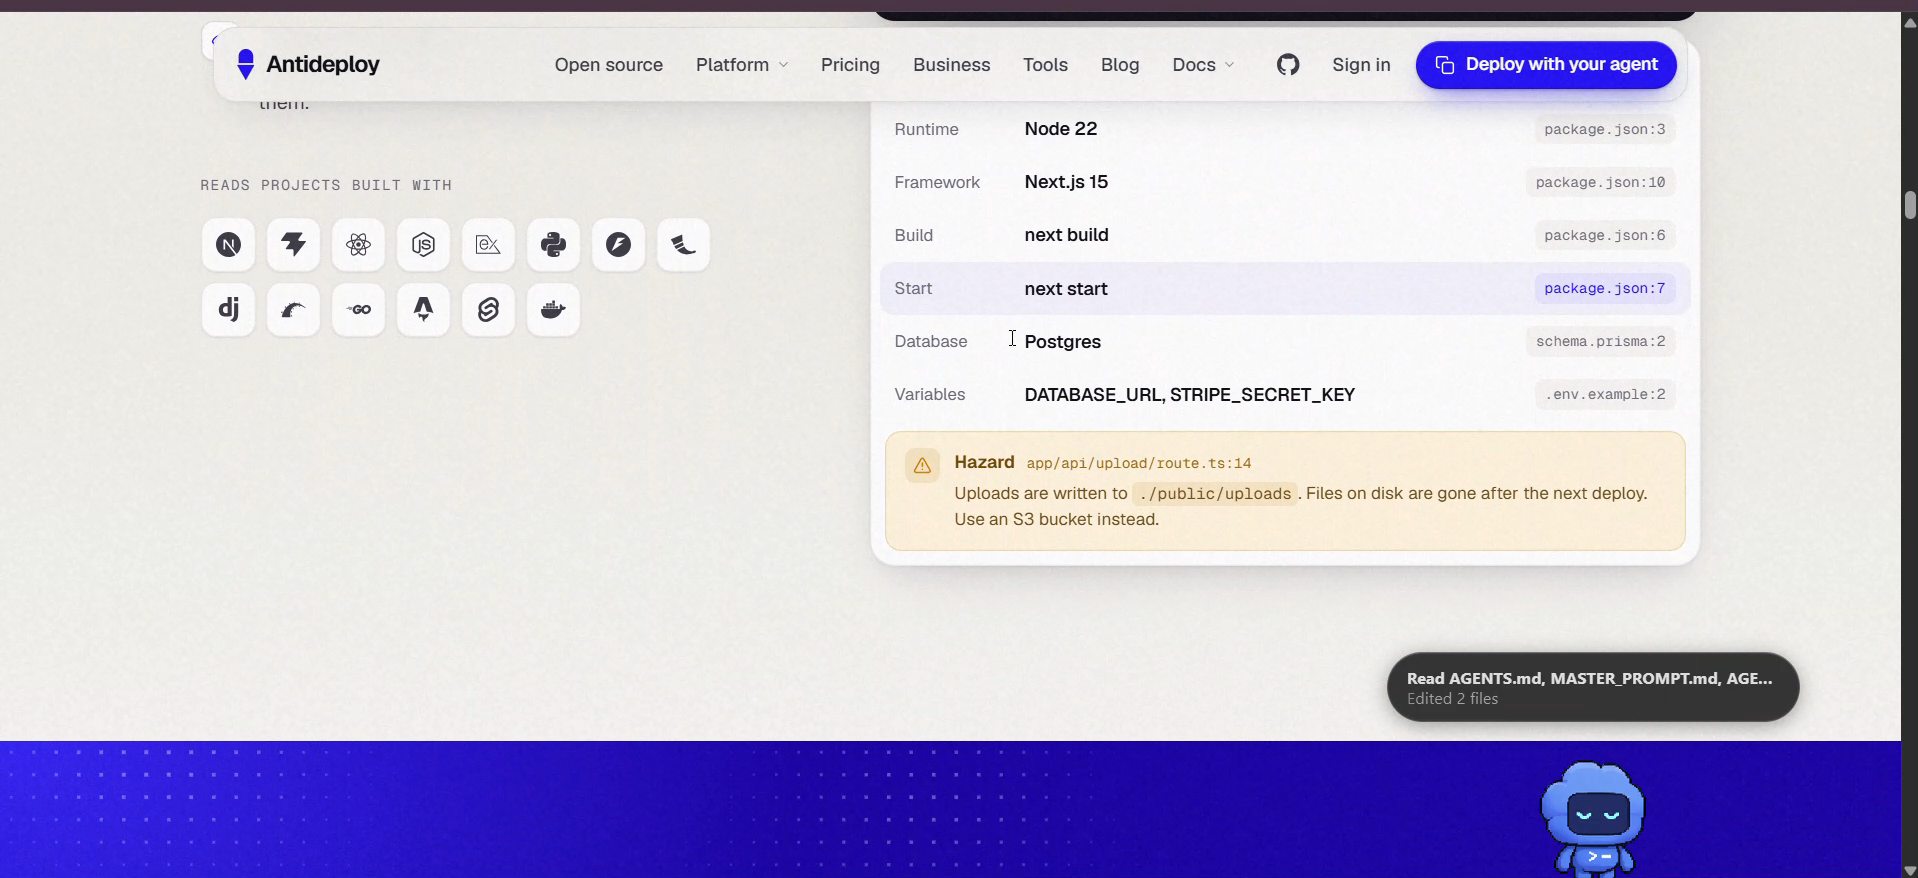 Antideploy
Open source
Platform
Pricing
Business
Tools
Blog
Docs
Sign in
Deploy with your agent
them.
READS PROJECTS BUILT WITH
N
JS
ex
dj
GO
Runtime Node 22 package.json:3
Framework Next.js 15 package.json:10
Build next build package.json:6
Start next start package.json:7
Database Postgres schema.prisma:2
Variables DATABASE_URL, STRIPE_SECRET_KEY .env.example:2
Hazard app/api/upload/route.ts:14
Uploads are written to ./public/uploads. Files on disk are gone after the next deploy.
Use an S3 bucket instead.
Read AGENTS.md, MASTER_PROMPT.md, AGE...
Edited 2 files